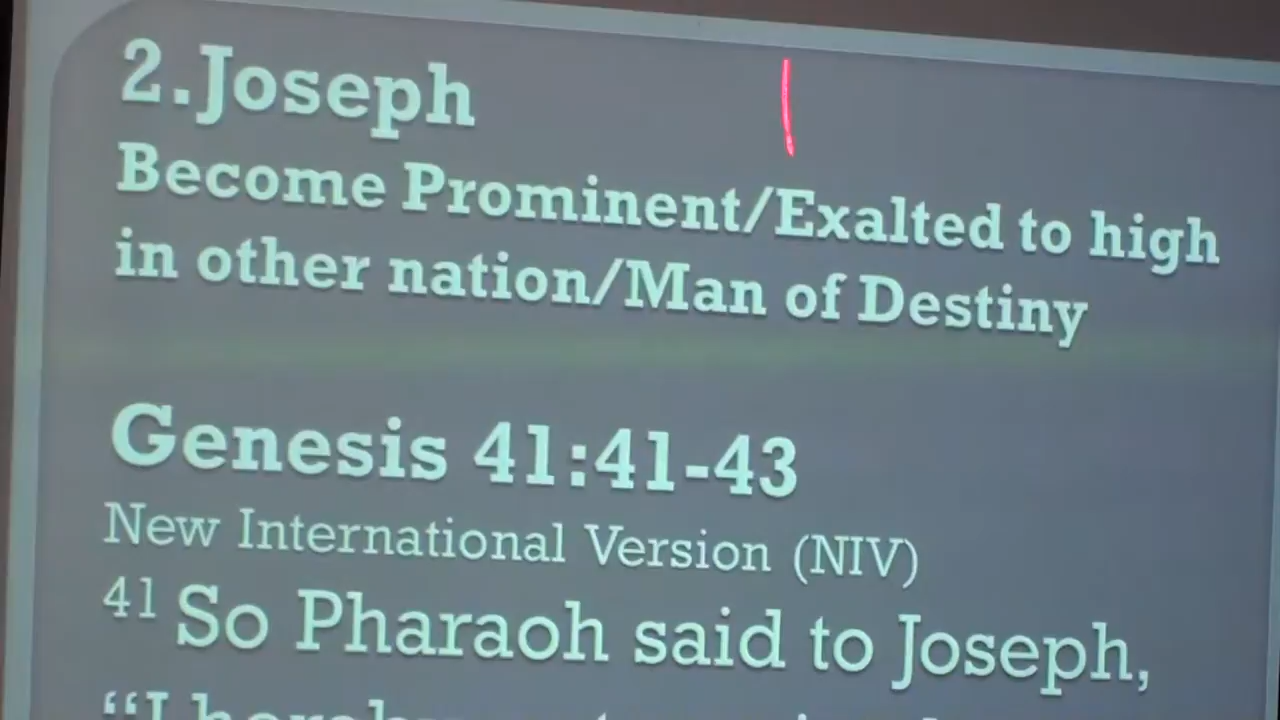 2.Joseph
Become Prominent/Exalted to high
in other nation/Man of Destiny
Genesis 41:41-43
New International Version (NIV)
41 So Pharaoh said to Joseph,
“I hereby